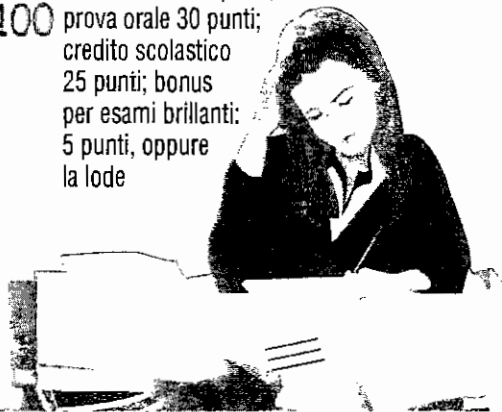 100 prova orale 30 punti;
credito scolastico
25 punti; bonus
per esami brillanti:
5 punti, oppure
la lode